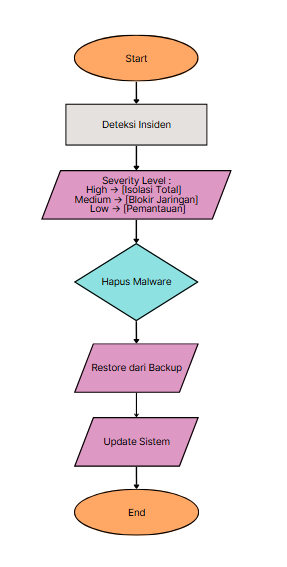 Start
Deteksi Insiden
Severity Level :
High → [Isolasi Total]
Medium → [Blokir Jaringan]
Low → [Pemantauan]
Hapus Malware
Restore dari Backup
Update Sistem
End